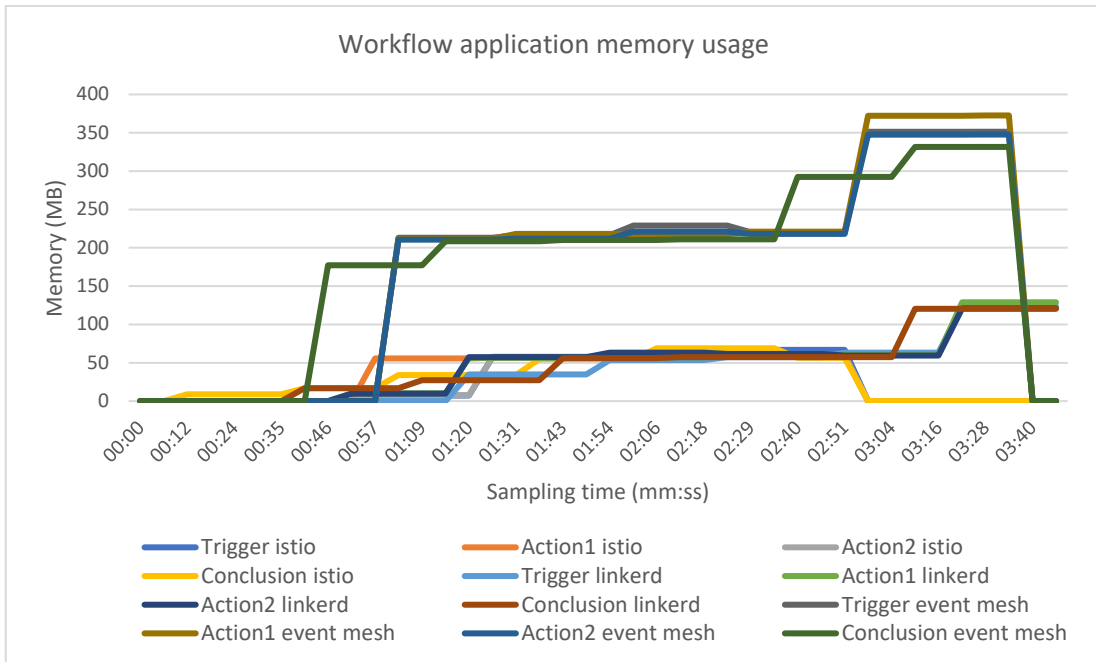 Workflow application memory usage
400
350
300
250
200
150
100
50
0
Memory (MB)
00:00 00:12 00:24 00:35 00:46 00:57 01:09 01:20 01:31 01:43 01:54 02:06 02:18 02:29 02:40 02:51 03:04 03:16 03:28 03:40
Sampling time (mm:ss)
Trigger istio Action1 istio Action2 istio
Conclusion istio Trigger linkerd Action1 linkerd
Action2 linkerd Conclusion linkerd Trigger event mesh
Action1 event mesh Action2 event mesh Conclusion event mesh